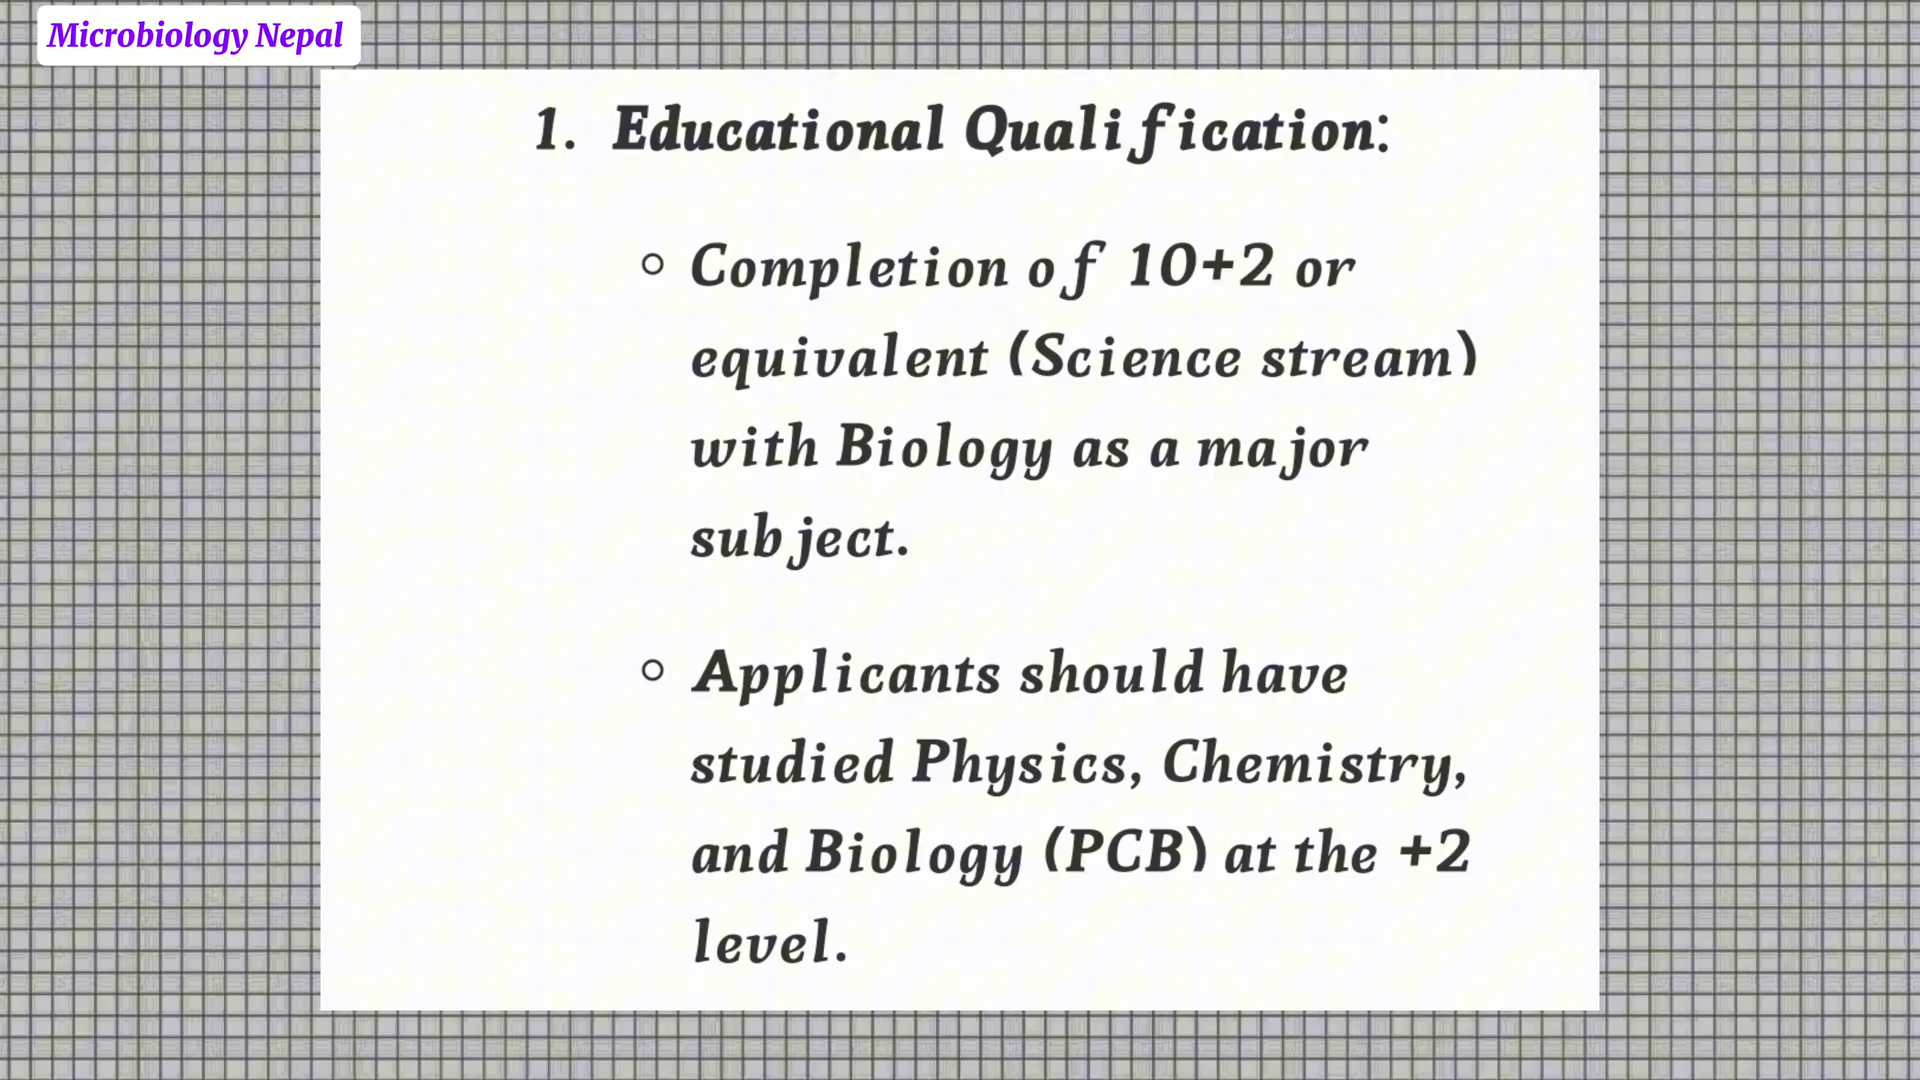 Microbiology Nepal
1. Educational Qualification:
○ Completion of 10+2 or
equivalent (Science stream)
with Biology as a major
subject.
○ Applicants should have
studied Physics, Chemistry,
and Biology (PCB) at the +2
level.